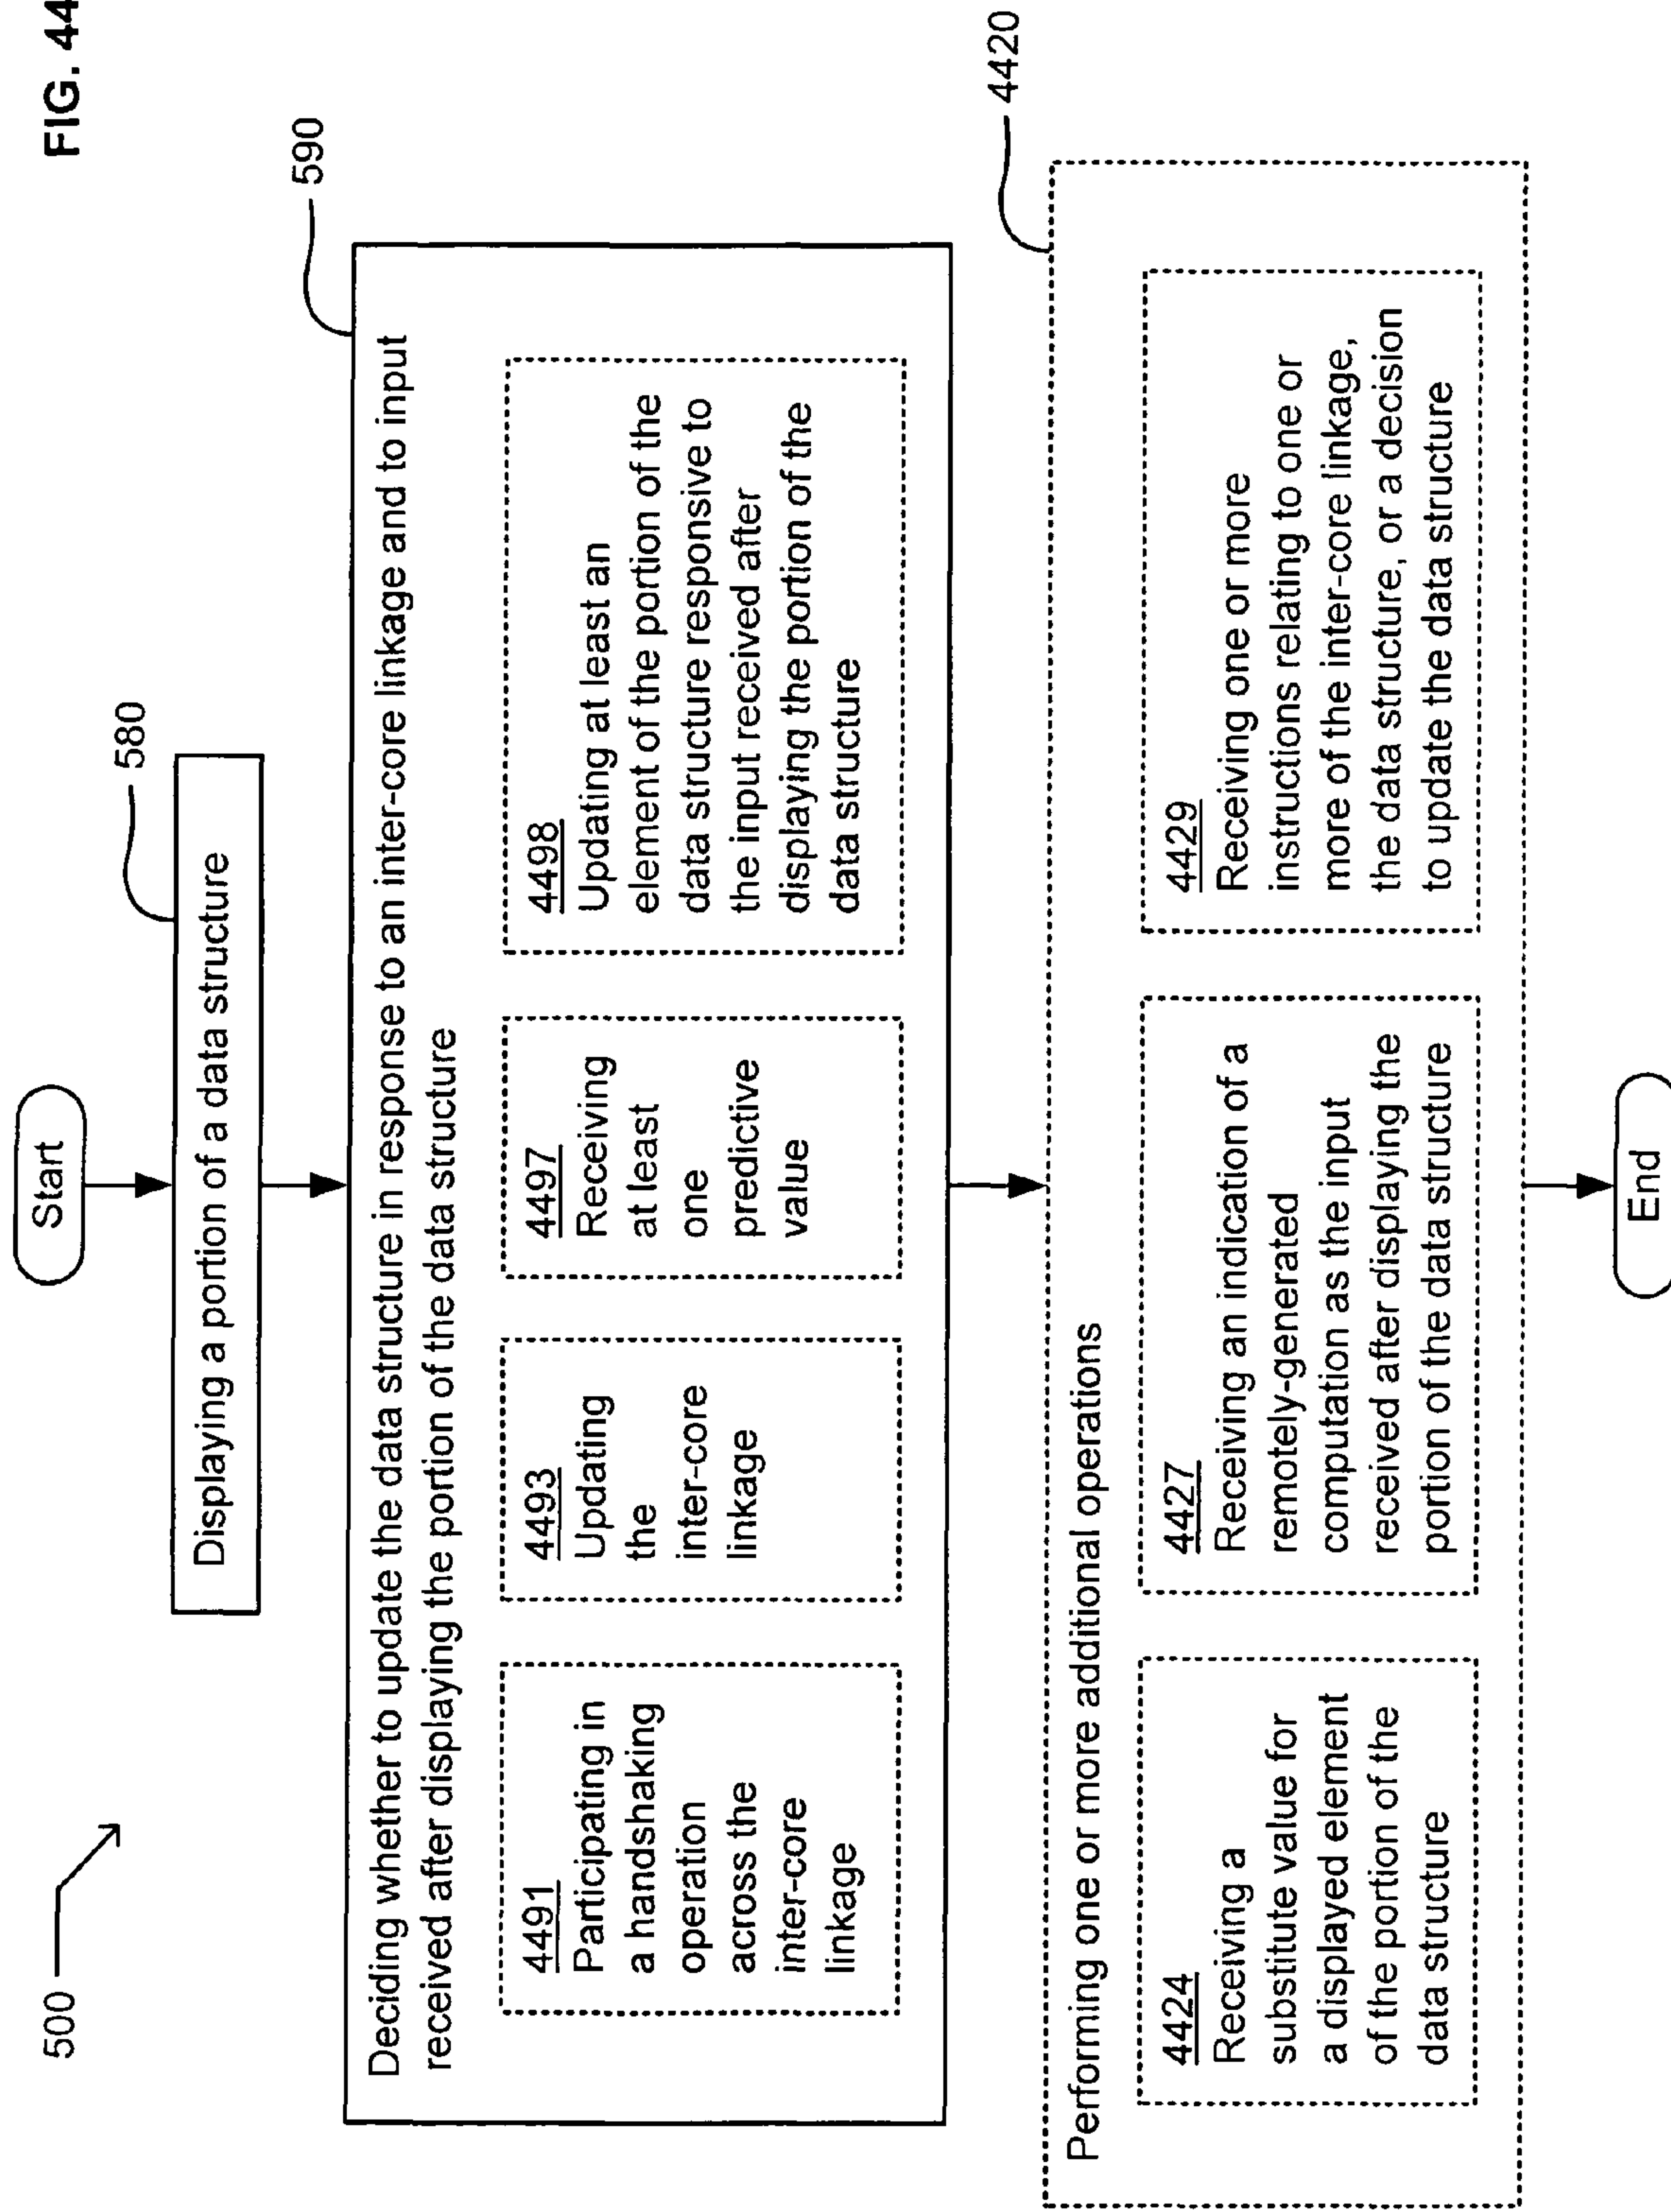 FIG. 44
500
Start
580
Displaying a portion of a data structure
590
Deciding whether to update the data structure in response to an inter-core linkage and to input
received after displaying the portion of the data structure
4491
Participating in
a handshaking
operation
across the
inter-core
linkage
4493
Updating
the
inter-core
linkage
4497
Receiving
at least
one
predictive
value
4498
Updating at least an
element of the portion of the
data structure responsive to
the input received after
displaying the portion of the
data structure
4420
Performing one or more additional operations
4424
Receiving a
substitute value for
a displayed element
of the portion of the
data structure
4427
Receiving an indication of a
remotely-generated
computation as the input
received after displaying the
portion of the data structure
4429
Receiving one or more
instructions relating to one or
more of the inter-core linkage,
the data structure, or a decision
to update the data structure
End